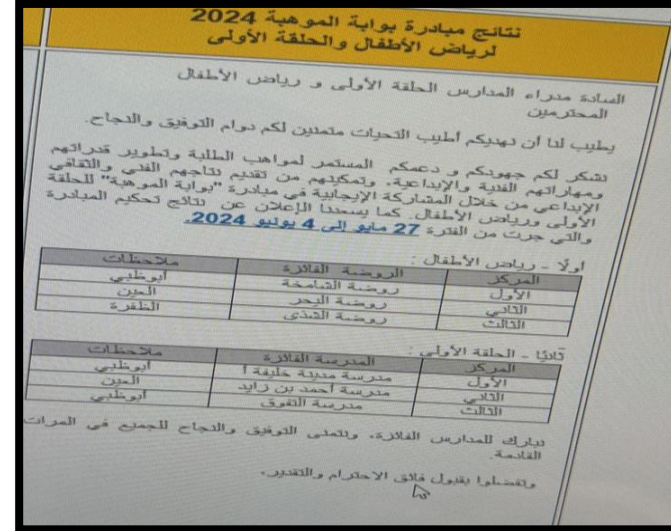 نتائج مبادرة بوابة الموهبة 2024
لرياض الأطفال والحلقة الأولى
السادة مدراء المدارس الحلقة الأولى و رياض الأطفال
المحترمين
يطيب لنا أن نهديكم أطيب التحيات متمنين لكم دوام التوفيق والنجاح.
نشكر لكم جهودكم و دعمكم المستمر لمواهب الطلبة وتطوير قدراتهم
ومهاراتهم الفنية والإبداعية، وتمكينهم من تقديم نتاجهم الفني والثقافي
الإبداعي من خلال المشاركة الإيجابية في مبادرة "بوابة الموهبة" للحلقة
الأولى ورياض الأطفال. كما يسعدنا الإعلان عن نتائج تحكيم المبادرة
والتي جرت من الفترة 27 مايو إلى 4 يونيو 2024.
أولًا - رياض الأطفال :
المركز الروضة الفائزة ملاحظات
الأول روضة الشامخة أبوظبي
الثاني روضة البحر العين
الثالث روضة الشذى الظفرة
ثانيًا - الحلقة الأولى :
المركز المدرسة الفائزة ملاحظات
الأول مدرسة مدينة خليفة أ أبوظبي
الثاني مدرسة أحمد بن زايد العين
الثالث مدرسة التفوق أبوظبي
نبارك للمدارس الفائزة، ونتمنى التوفيق والنجاح للجميع في المرات
القادمة.
وتفضلوا بقبول فائق الاحترام والتقدير.